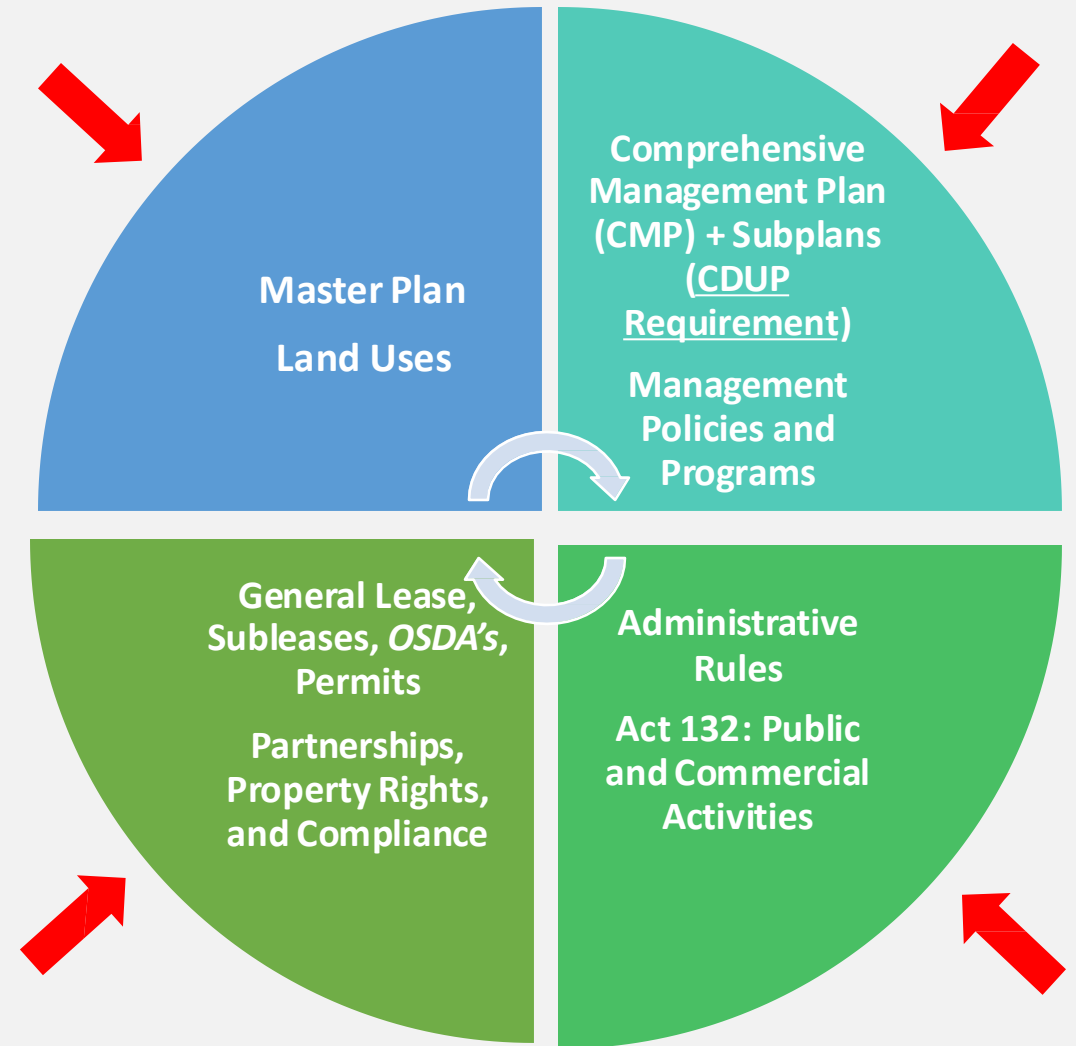 Master Plan
Land Uses
Comprehensive
Management Plan
(CMP) + Subplans
(CDUP
Requirement)
Management
Policies and
Programs
General Lease,
Subleases, OSDA's,
Permits
Partnerships,
Property Rights,
and Compliance
Administrative
Rules
Act 132: Public
and Commercial
Activities